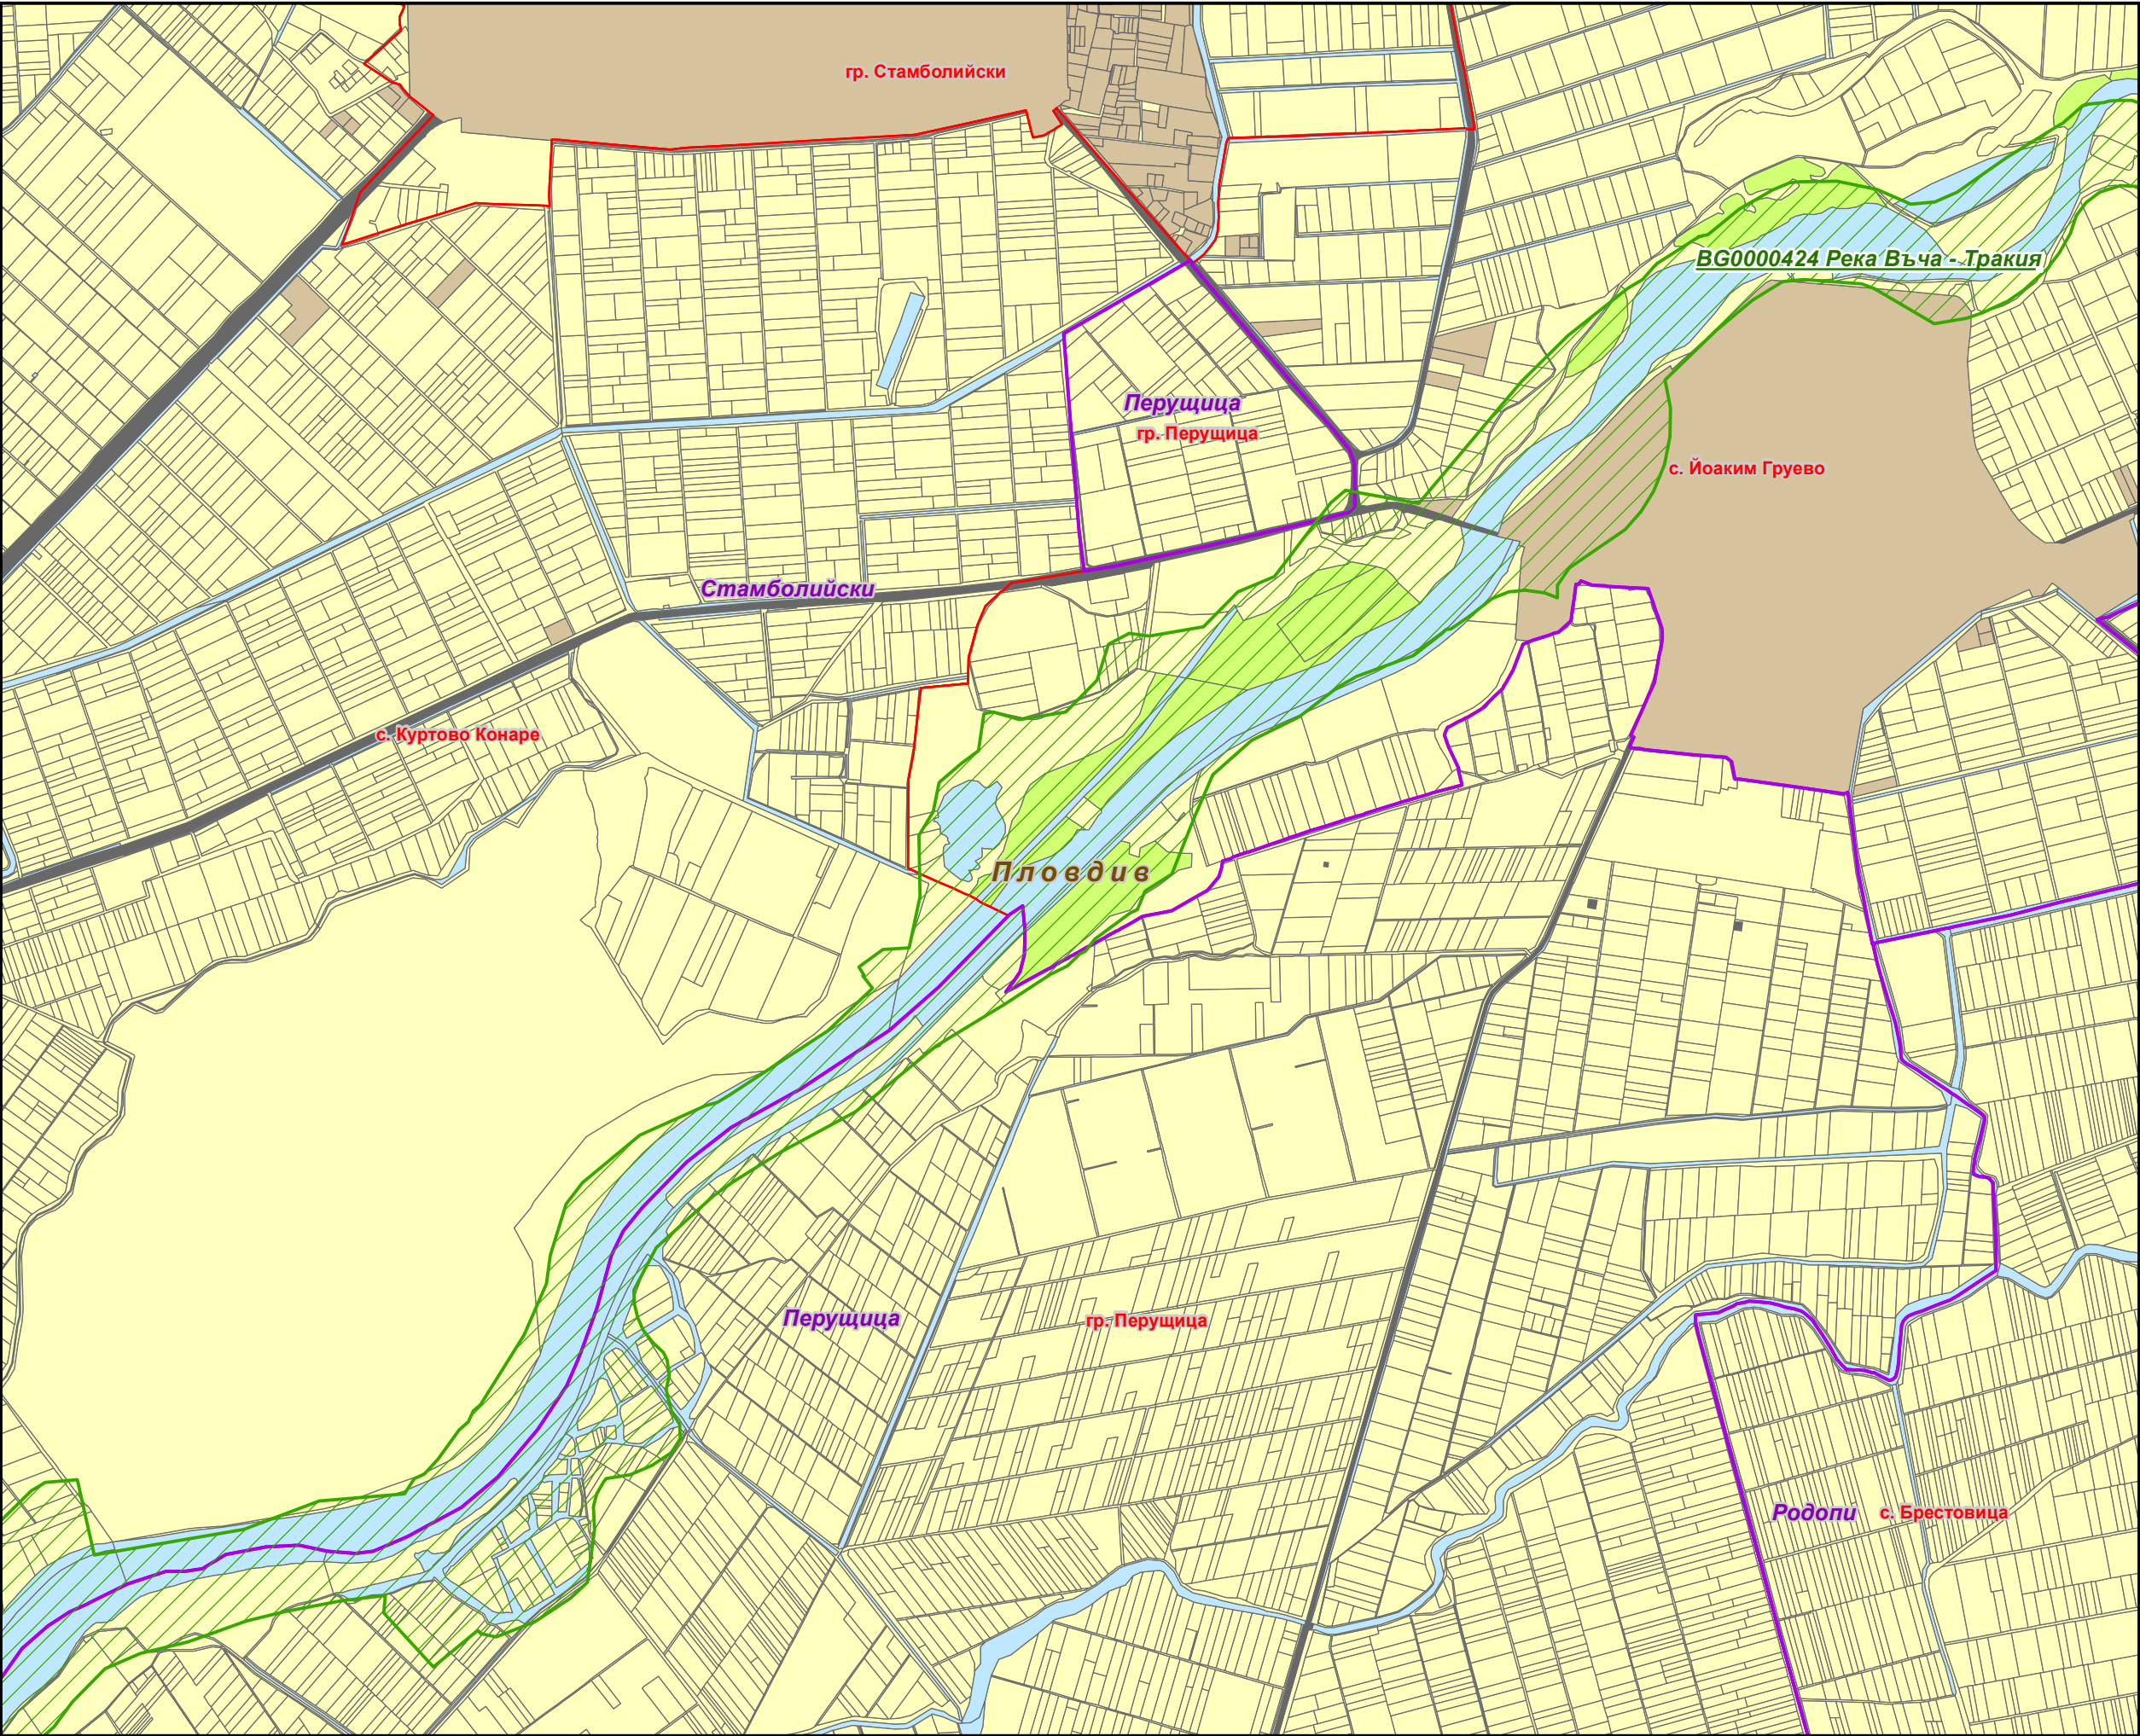 гр. Стамболийски
BG0000424 Река Въча - Тракия
Перущица
гр. Перущица
с. Йоаким Груево
Стамболийски
с. Куртово Конаре
Пловдив
Перущица
гр. Перущица
Родопи
с. Брестовица